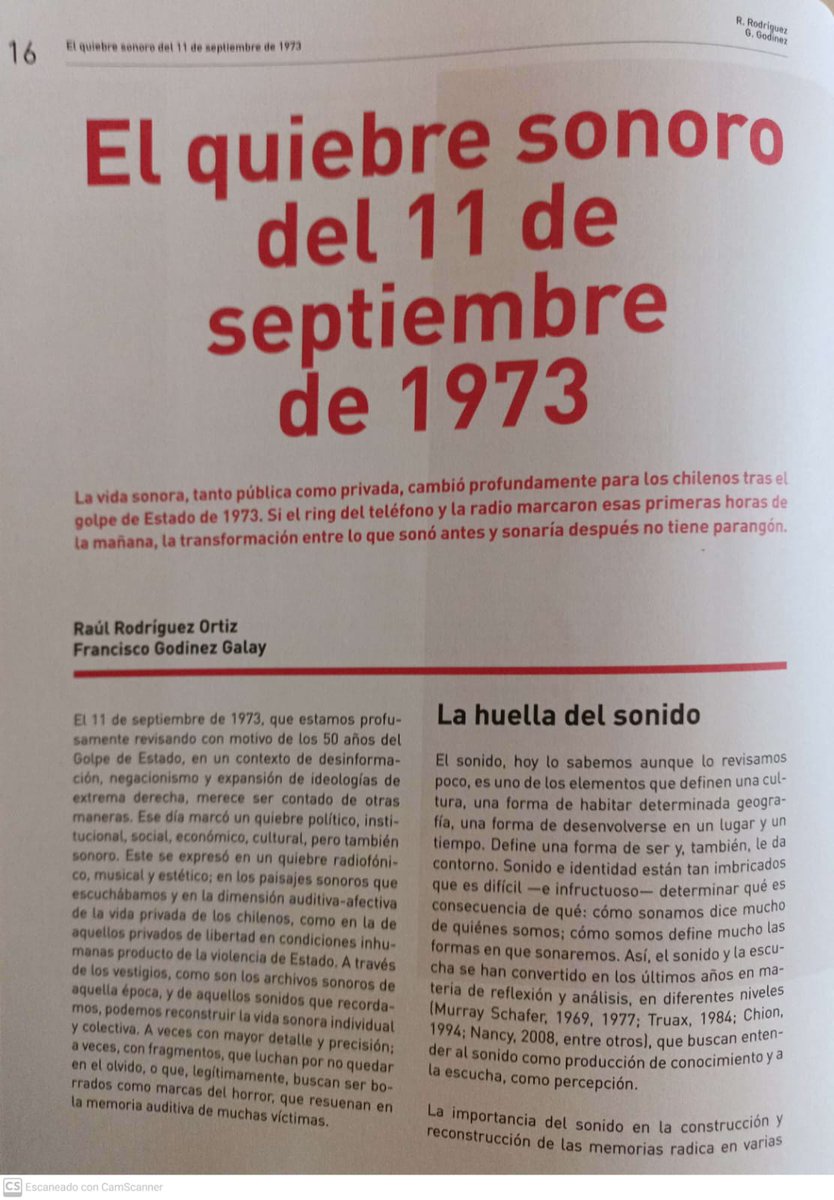 16
El quiebre sonoro del 11 de septiembre de 1973
R. Rodríguez
G. Godinez
El quiebre sonoro
del 11 de
septiembre
de 1973
La vida sonora, tanto pública como privada, cambió profundamente para los chilenos tras el
golpe de Estado de 1973. Si el ring del teléfono y la radio marcaron esas primeras horas de
la mañana, la transformación entre lo que sonó antes y sonaría después no tiene parangón.
Raúl Rodríguez Ortiz
Francisco Godinez Galay
El 11 de septiembre de 1973, que estamos profu-
samente revisando con motivo de los 50 años del
Golpe de Estado, en un contexto de desinforma-
ción, negacionismo y expansión de ideologías de
extrema derecha, merece ser contado de otras
maneras. Ese día marcó un quiebre político, insti-
tucional, social, económico, cultural, pero también
sonoro. Este se expresó en un quiebre radiofóni-
co, musical y estético; en los paisajes sonoros que
escuchábamos y en la dimensión auditiva-afectiva
de la vida privada de los chilenos, como en la de
aquellos privados de libertad en condiciones inhu-
manas producto de la violencia de Estado. A través
de los vestigios, como son los archivos sonoros de
aquella época, y de aquellos sonidos que recorda-
mos, podemos reconstruir la vida sonora individual
y colectiva. A veces con mayor detalle y precisión;
a veces, con fragmentos, que luchan por no quedar
en el olvido, o que, legítimamente, buscan ser bo-
rrados como marcas del horror, que resuenan en
la memoria auditiva de muchas víctimas.
La huella del sonido
El sonido, hoy lo sabemos aunque lo revisamos
poco, es uno de los elementos que definen una cul-
tura, una forma de habitar determinada geogra-
fía, una forma de desenvolverse en un lugar y un
tiempo. Define una forma de ser y, también, le da
contorno. Sonido e identidad están tan imbricados
que es difícil —e infructuoso— determinar qué es
consecuencia de qué: cómo sonamos dice mucho
de quiénes somos; cómo somos define mucho las
formas en que sonaremos. Así, el sonido y la escu-
cha se han convertido en los últimos años en ma-
teria de reflexión y análisis, en diferentes niveles
(Murray Schafer, 1969, 1977; Truax, 1984; Chion,
1994; Nancy, 2008, entre otros), que buscan enten-
der al sonido como producción de conocimiento y a
la escucha, como percepción.
La importancia del sonido en la construcción y
reconstrucción de las memorias radica en varias
CS Escaneado con CamScanner